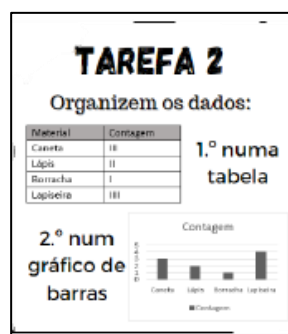 TAREFA 2
Organizem os dados:
Material Contagem
Caneta III
Lápis II
Borracha I
Lapiseira IIII
1.º numa
tabela
2.º num
gráfico de
barras
Contagem
Caneta Lápis Borracha Lapiseira
Contagem